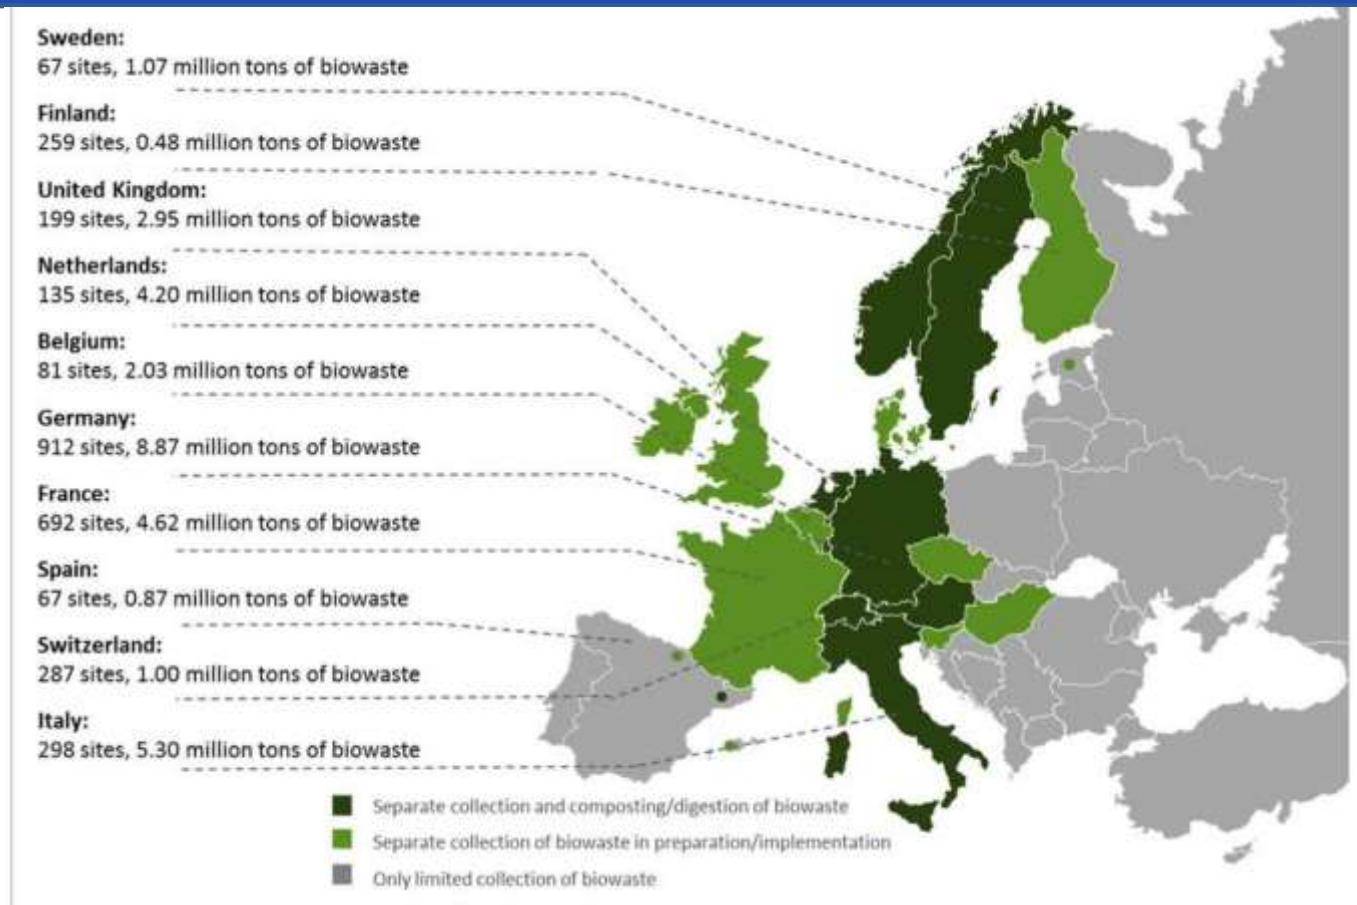 Sweden:
67 sites, 1.07 million tons of biowaste
Finland:
259 sites, 0.48 million tons of biowaste
United Kingdom:
199 sites, 2.95 million tons of biowaste
Netherlands:
135 sites, 4.20 million tons of biowaste
Belgium:
81 sites, 2.03 million tons of biowaste
Germany:
912 sites, 8.87 million tons of biowaste
France:
692 sites, 4.62 million tons of biowaste
Spain:
67 sites, 0.87 million tons of biowaste
Switzerland:
287 sites, 1.00 million tons of biowaste
Italy:
298 sites, 5.30 million tons of biowaste
Separate collection and composting/digestion of biowaste
Separate collection of biowaste in preparation/implementation
Only limited collection of biowaste